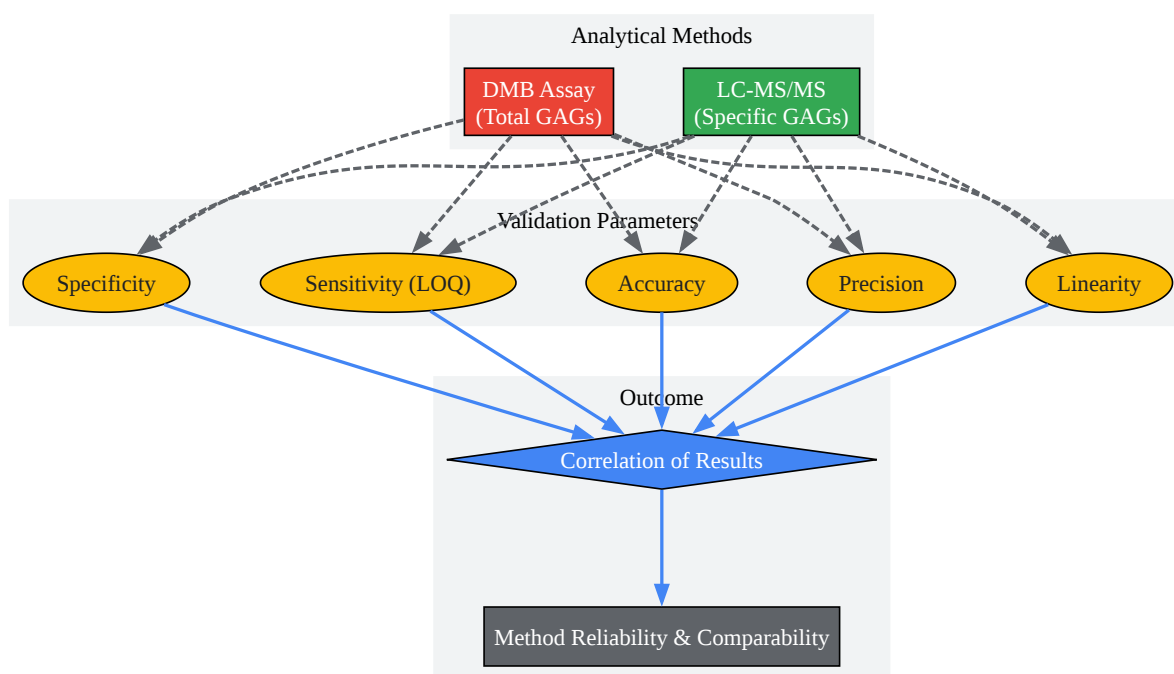 Analytical Methods
DMB Assay
(Total GAGs)
LC-MS/MS
(Specific GAGs)
Validation Parameters
Specificity
Sensitivity (LOQ)
Accuracy
Precision
Linearity
Outcome
Correlation of Results
Method Reliability & Comparability